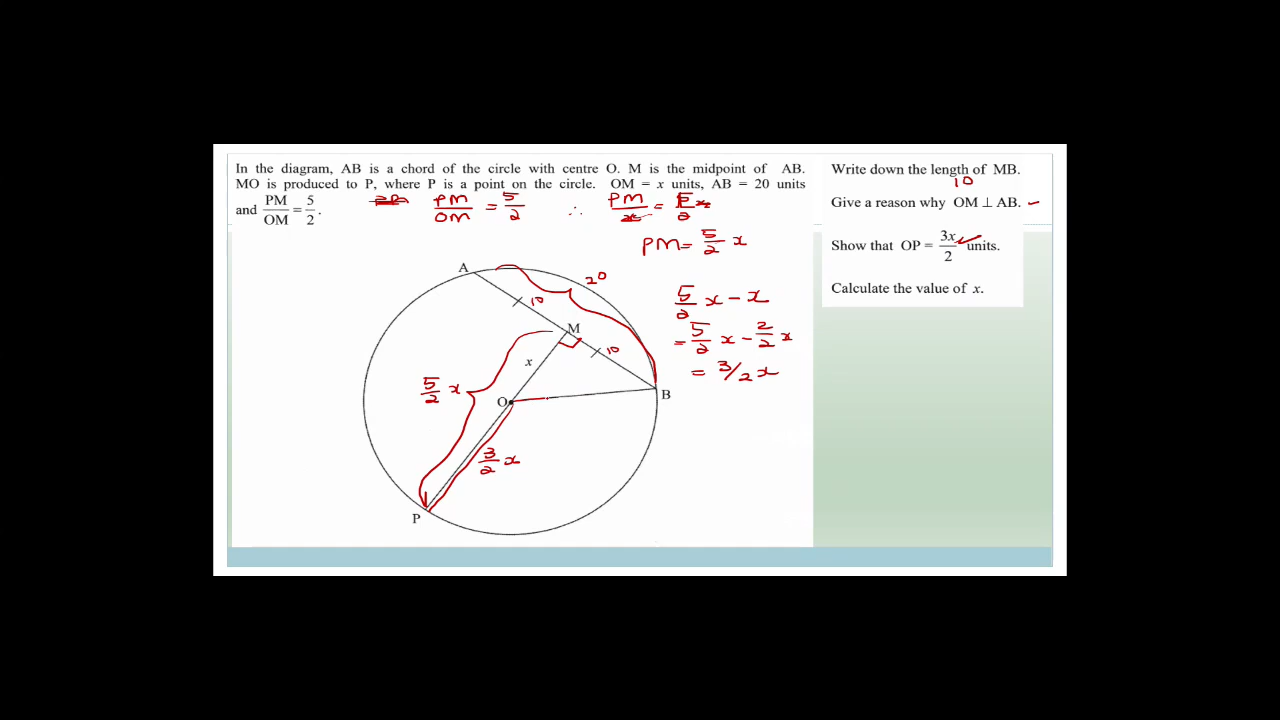 In the diagram, AB is a chord of the circle with centre O. M is the midpoint of AB.
MO is produced to P, where P is a point on the circle. OM = x units, AB = 20 units
and PM/OM = 5/2.
PM/OM = 5/2 ∴ PM/x = 5/2 x
PM = 5/2 x
A
20
10
M
10
x
5/2 x
O
B
3/2 x
P
5/2 x - x
= 5/2 x - 2/2 x
= 3/2 x
Write down the length of MB.
10
Give a reason why OM ⊥ AB.
Show that OP = 3x/2 units.
Calculate the value of x.